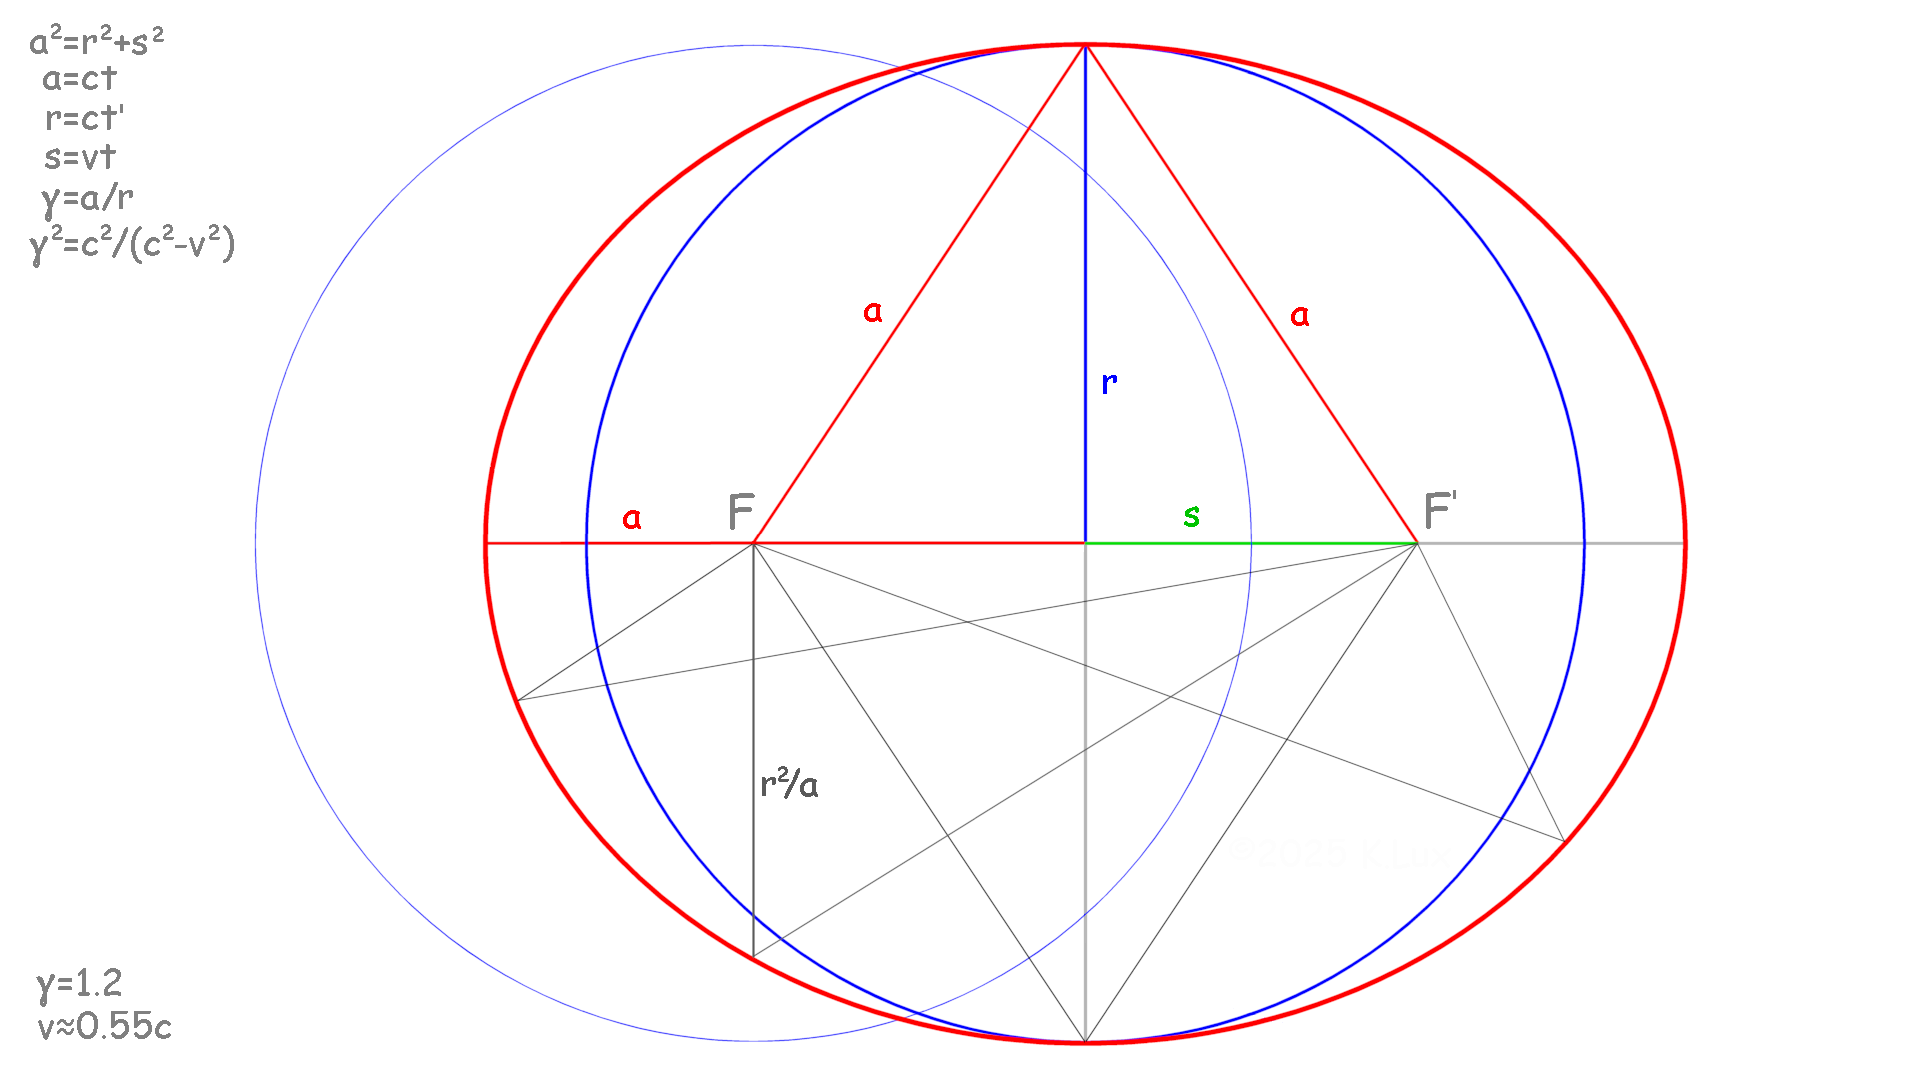 a²=r²+s²
a=ct
r=ct'
s=vt
γ=a/r
γ²=c²/(c²-v²)
a
a
r
a
F
s
F'
r²/a
γ=1.2
v≈0.55c